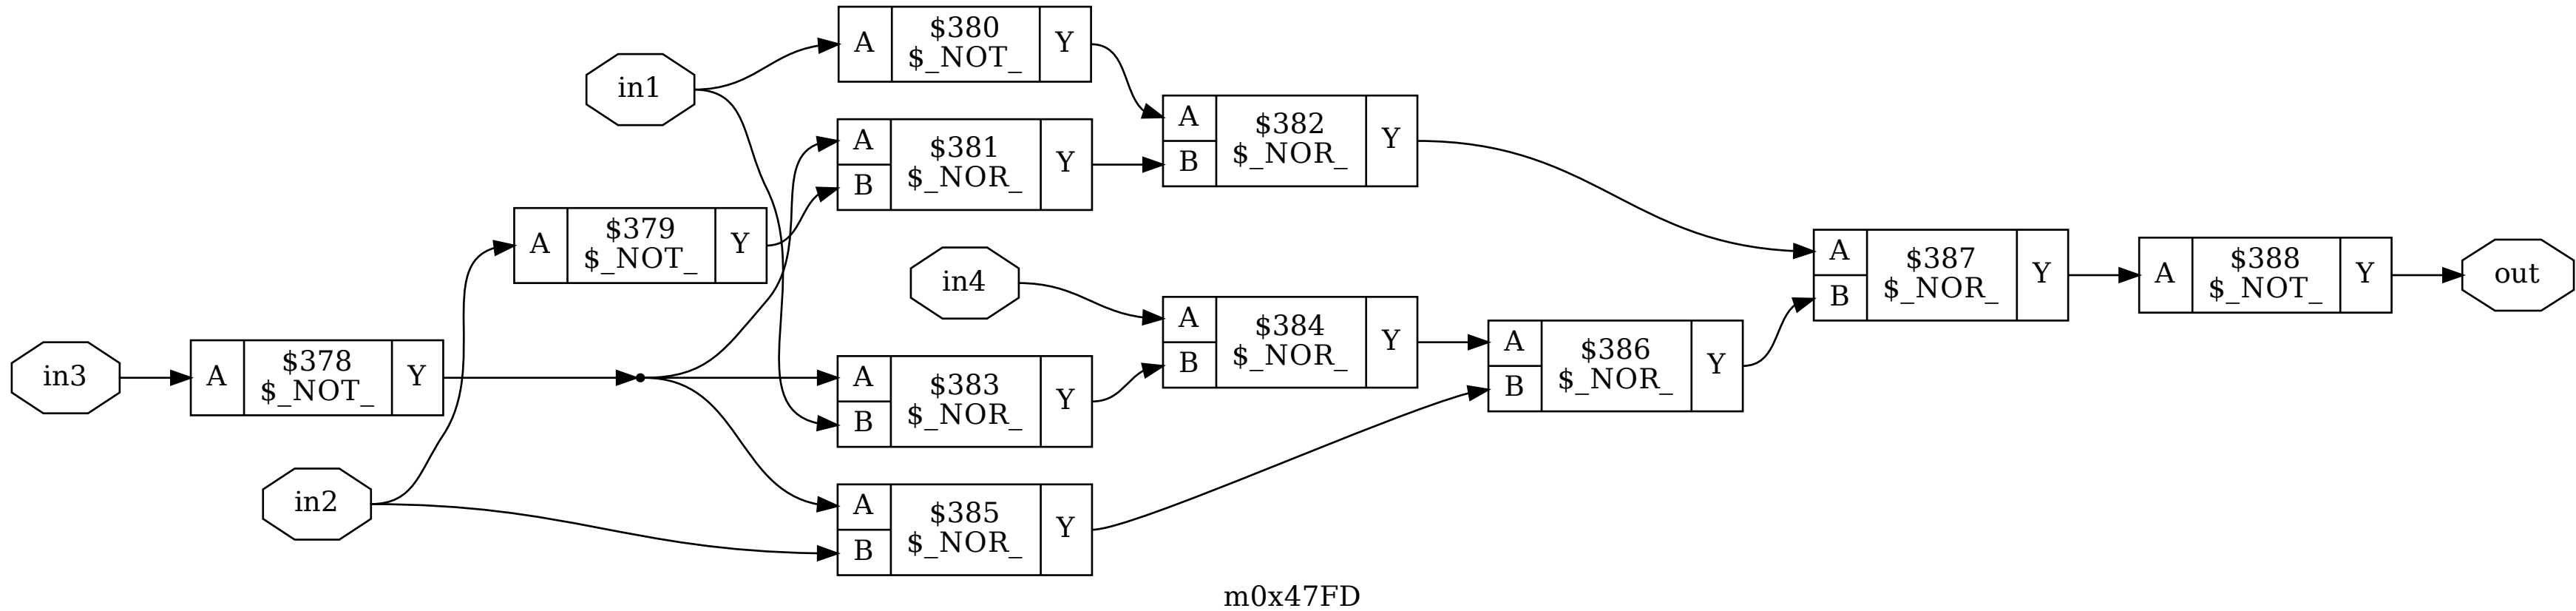 in3
A
$378
$_NOT_
Y
in2
A
$379
$_NOT_
Y
in1
A
$380
$_NOT_
Y
A
B
$381
$_NOR_
Y
A
B
$383
$_NOR_
Y
A
B
$385
$_NOR_
Y
in4
A
B
$382
$_NOR_
Y
A
B
$384
$_NOR_
Y
A
B
$386
$_NOR_
Y
A
B
$387
$_NOR_
Y
A
$388
$_NOT_
Y
out
m0x47FD